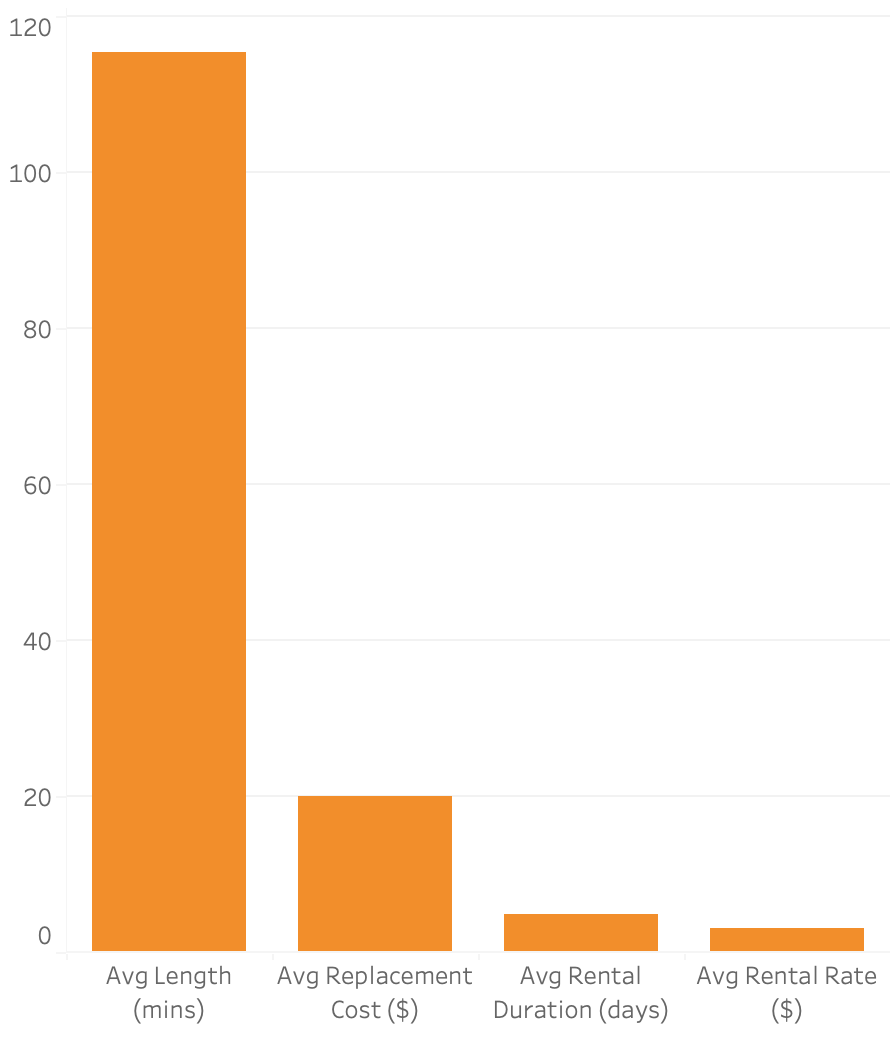 120
100
80
60
40
20
0
Avg Length
(mins)
Avg Replacement
Cost ($)
Avg Rental
Duration (days)
Avg Rental Rate
($)